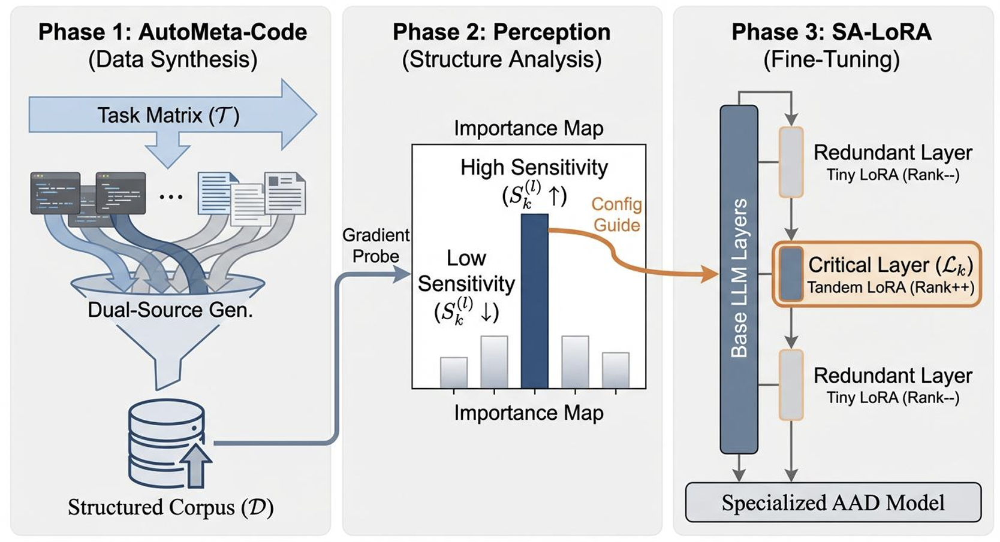 Phase 1: AutoMeta-Code
(Data Synthesis)
Task Matrix (𝒯)
...
Dual-Source Gen.
Structured Corpus (𝒟)
Phase 2: Perception
(Structure Analysis)
Gradient
Probe
Importance Map
High Sensitivity
(S_k^{(l)} ↑)
Low
Sensitivity
(S_k^{(l)} ↓)
Config
Guide
Importance Map
Phase 3: SA-LoRA
(Fine-Tuning)
Base LLM Layers
Redundant Layer
Tiny LoRA (Rank--)
Critical Layer (ℒ_k)
Tandem LoRA (Rank++)
Redundant Layer
Tiny LoRA (Rank--)
Specialized AAD Model